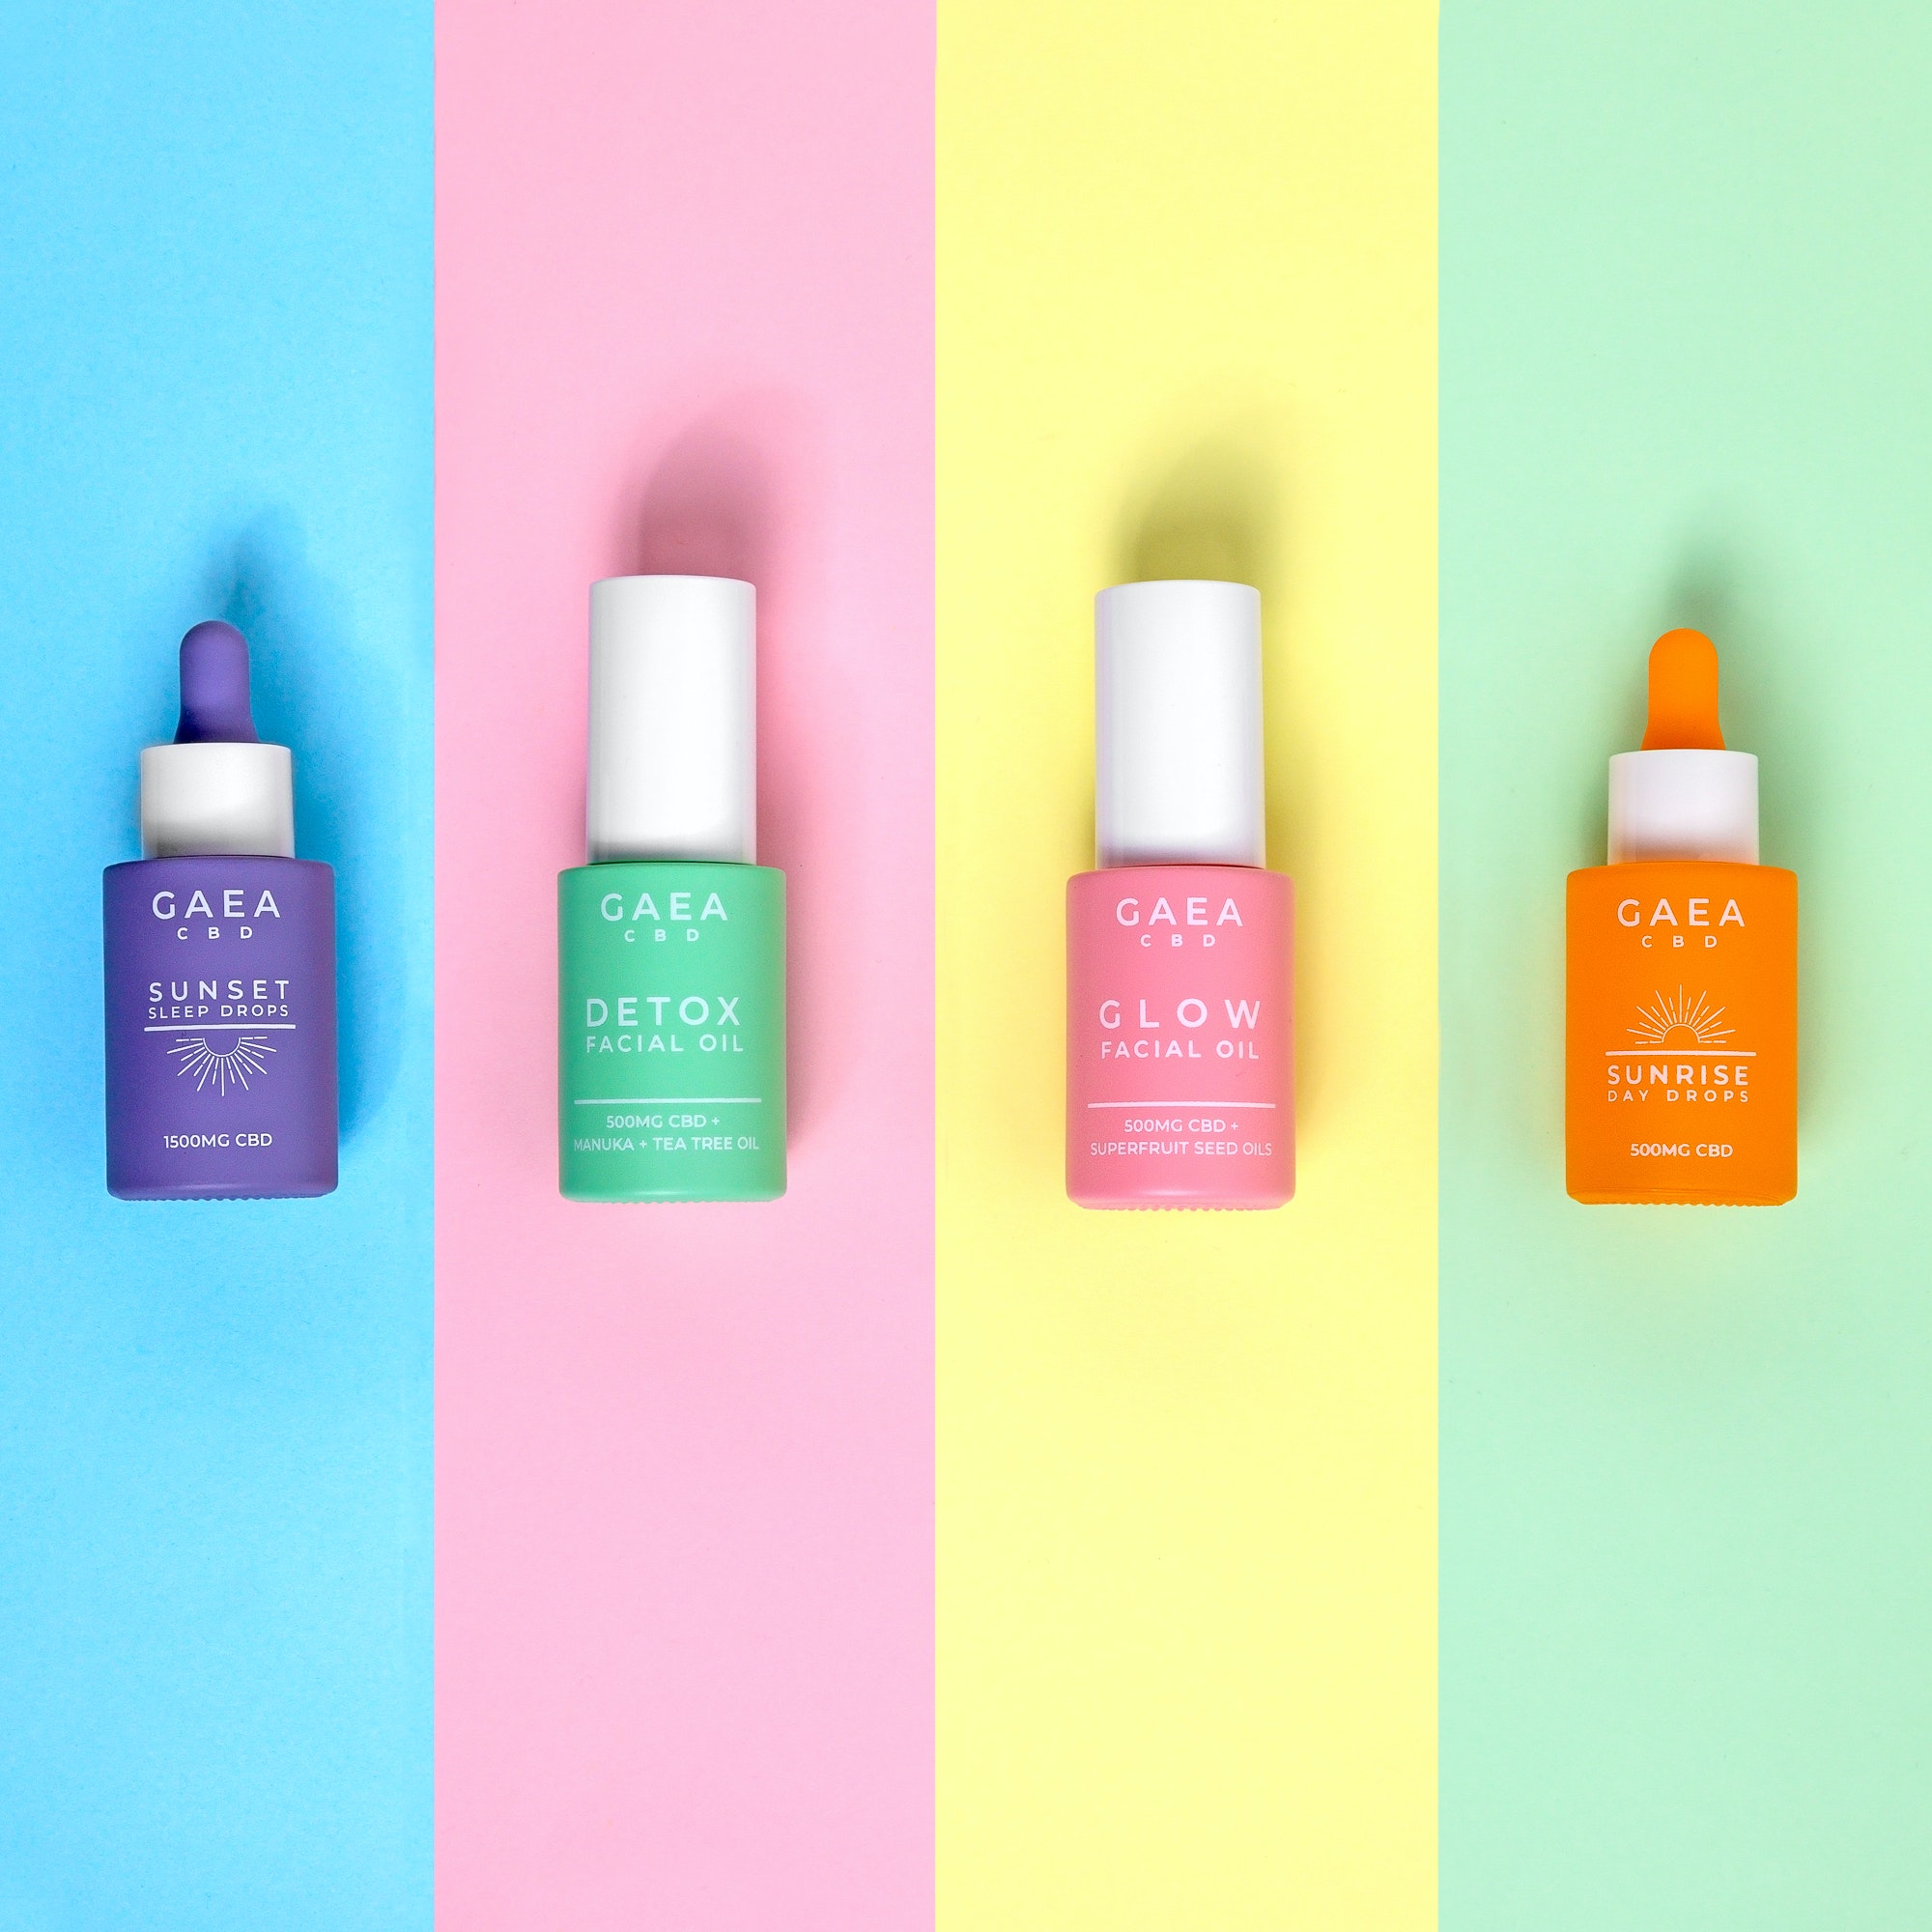 GAEA
CBD
SUNSET
SLEEP DROPS
1500MG CBD
GAEA
CBD
DETOX
FACIAL OIL
500MG CBD +
MANUKA + TEA TREE OIL
GAEA
CBD
GLOW
FACIAL OIL
500MG CBD +
SUPERFRUIT SEED OILS
GAEA
CBD
SUNRISE
DAY DROPS
500MG CBD